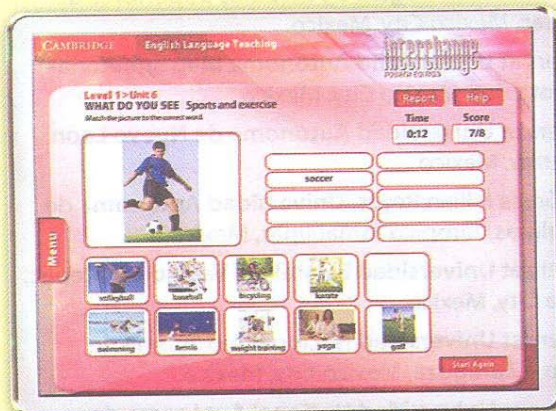 CAMBRIDGE English Language Teaching
interchange
FOURTH EDITION
Level 1 > Unit 6
WHAT DO YOU SEE Sports and exercise
Match the picture to the correct word.
Report Help
Time Score
0:12 7/8
soccer
Menu
volleyball baseball bicycling karate
swimming tennis weight training yoga golf
Start Again